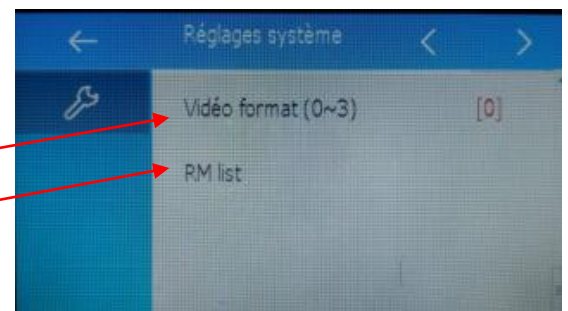 Réglages système
Vidéo format (0~3) [0]
RM list